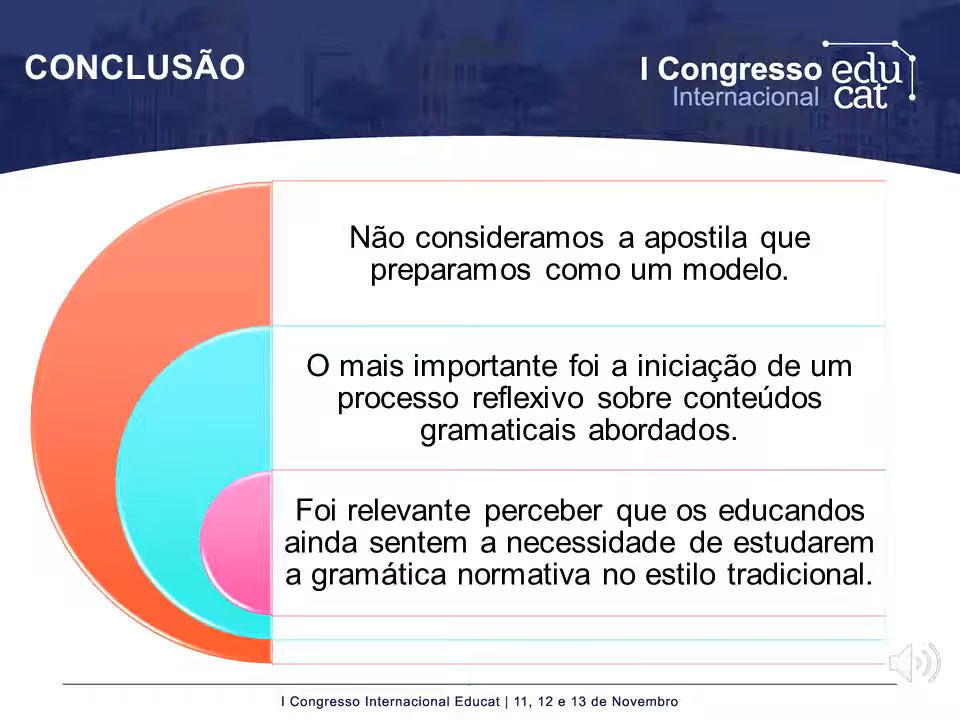 CONCLUSÃO
I Congresso
Internacional
edu
cat
Não consideramos a apostila que
preparamos como um modelo.
O mais importante foi a iniciação de um
processo reflexivo sobre conteúdos
gramaticais abordados.
Foi relevante perceber que os educandos
ainda sentem a necessidade de estudarem
a gramática normativa no estilo tradicional.
I Congresso Internacional Educat | 11, 12 e 13 de Novembro